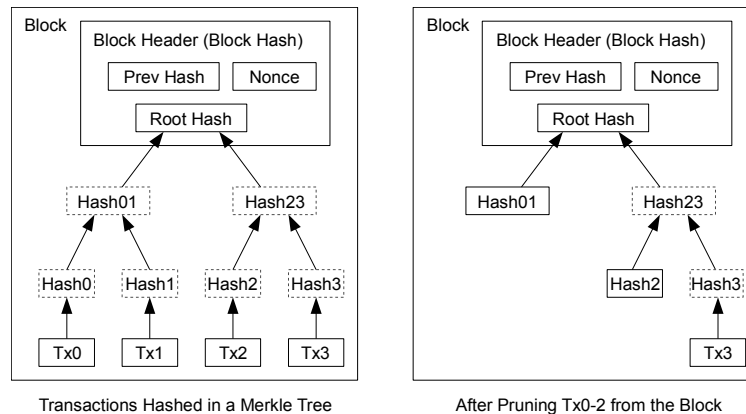 Block
Block Header (Block Hash)
Prev Hash
Nonce
Root Hash
Hash01
Hash23
Hash0
Hash1
Hash2
Hash3
Tx0
Tx1
Tx2
Tx3
Transactions Hashed in a Merkle Tree
Block
Block Header (Block Hash)
Prev Hash
Nonce
Root Hash
Hash01
Hash23
Hash2
Hash3
Tx3
After Pruning Tx0-2 from the Block